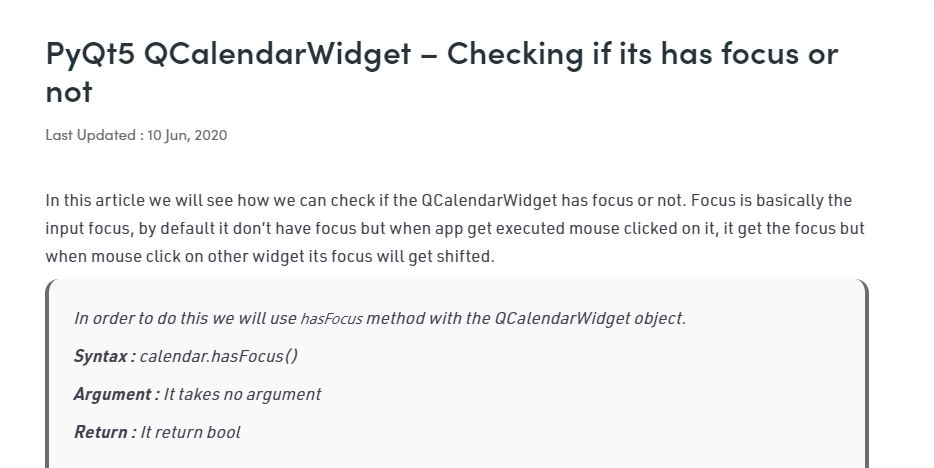 PyQt5 QCalendarWidget – Checking if its has focus or
not
Last Updated : 10 Jun, 2020
In this article we will see how we can check if the QCalendarWidget has focus or not. Focus is basically the
input focus, by default it don’t have focus but when app get executed mouse clicked on it, it get the focus but
when mouse click on other widget its focus will get shifted.
In order to do this we will use hasFocus method with the QCalendarWidget object.
Syntax : calendar.hasFocus()
Argument : It takes no argument
Return : It return bool